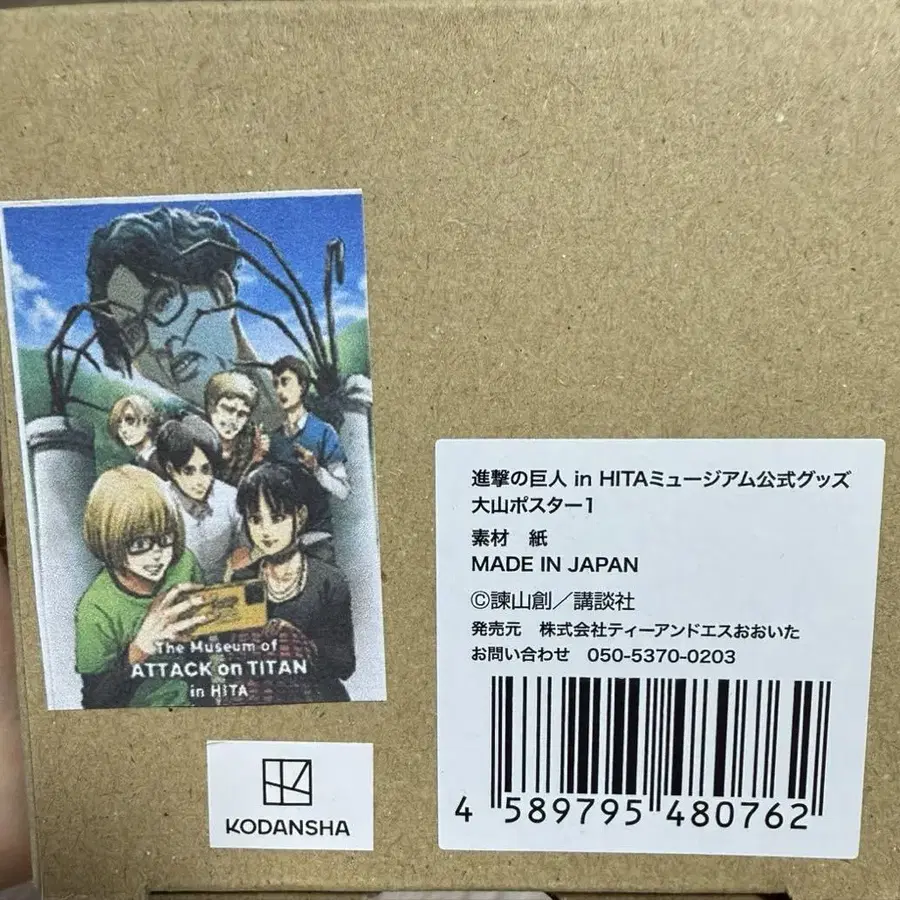 The Museum of
ATTACK on TITAN
in HITA
KODANSHA
進撃の巨人 in HITAミュージアム公式グッズ
大山ポスター1
素材　紙
MADE IN JAPAN
©諫山創／講談社
発売元　株式会社ティーアンドエスおおいた
お問い合わせ　050-5370-0203
4 589795 480762